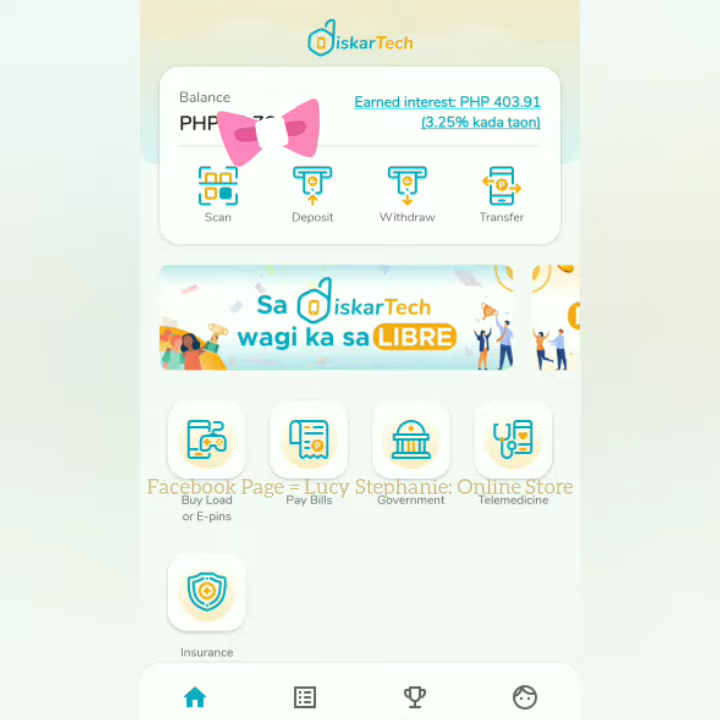 DiskarTech
Balance
Earned interest: PHP 403.91
PHP
(3.25% kada taon)
Scan
Deposit
Withdraw
Transfer
Sa DiskarTech
wagi ka sa LIBRE
Facebook Page = Lucy Stephanie: Online Store
Buy Load
or E-pins
Pay Bills
Government
Telemedicine
Insurance